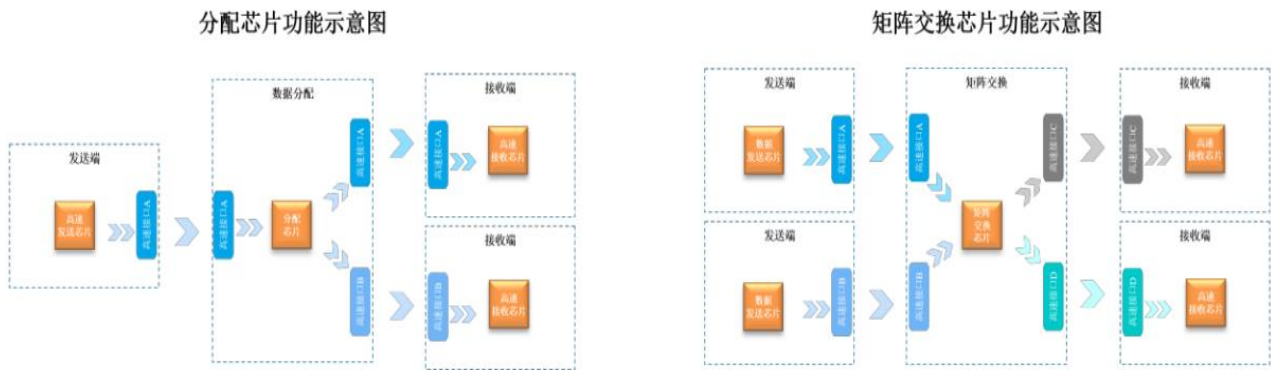 分配芯片功能示意图
发送端
高速
发送芯片
高速接口A
数据分配
高速接口A
分配
芯片
高速接口A
高速接口B
接收端
高速接口A
高速
接收芯片
接收端
高速接口B
高速
接收芯片
矩阵交换芯片功能示意图
发送端
数据
发送芯片
高速接口A
发送端
数据
发送芯片
高速接口B
矩阵交换
高速接口A
高速接口B
矩阵
交换
芯片
高速接口C
高速接口D
接收端
高速接口C
高速
接收芯片
接收端
高速接口D
高速
接收芯片